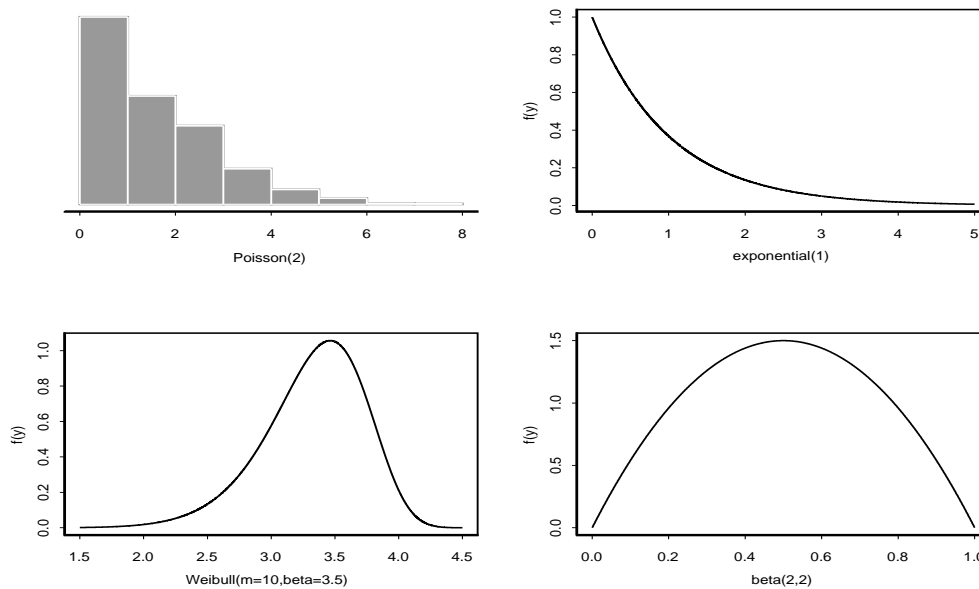 0 2 4 6 8
Poisson(2)
f(y)
0.0 0.2 0.4 0.6 0.8 1.0
0 1 2 3 4 5
exponential(1)
f(y)
0.0 0.2 0.4 0.6 0.8 1.0
1.5 2.0 2.5 3.0 3.5 4.0 4.5
Weibull(m=10,beta=3.5)
f(y)
0.0 0.5 1.0 1.5
0.0 0.2 0.4 0.6 0.8 1.0
beta(2,2)